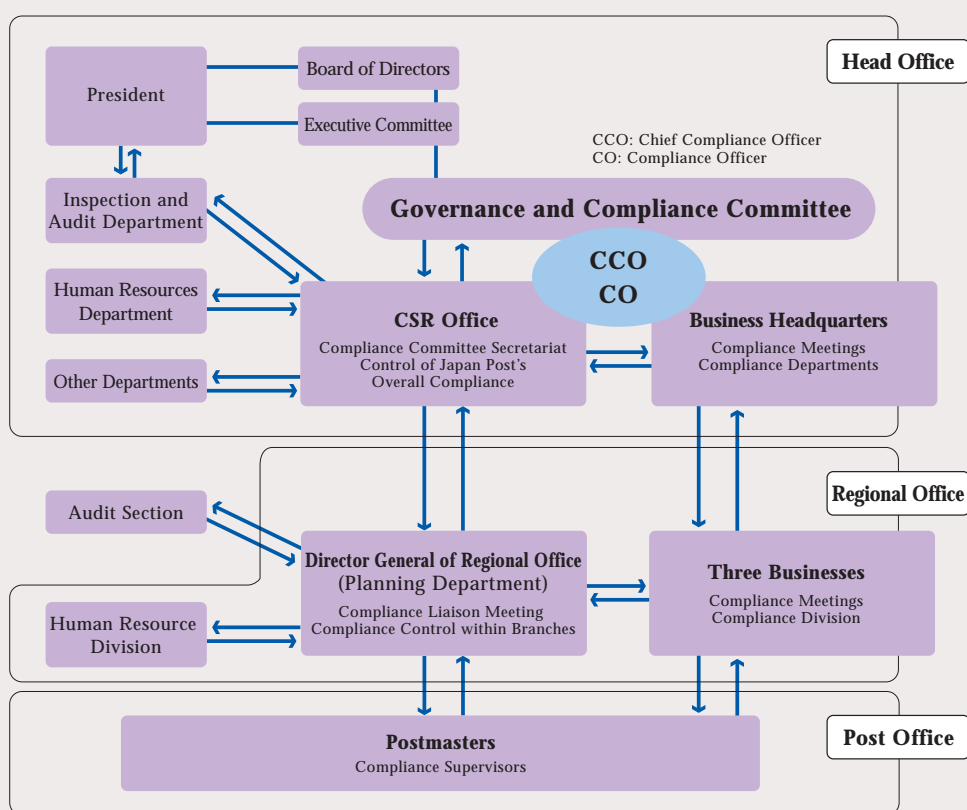 Head Office
President
Board of Directors
Executive Committee
CCO: Chief Compliance Officer
CO: Compliance Officer
Inspection and
Audit Department
Governance and Compliance Committee
CCO
CO
Human Resources
Department
CSR Office
Compliance Committee Secretariat
Control of Japan Post's
Overall Compliance
Business Headquarters
Compliance Meetings
Compliance Departments
Other Departments
Regional Office
Audit Section
Director General of Regional Office
(Planning Department)
Compliance Liaison Meeting
Compliance Control within Branches
Three Businesses
Compliance Meetings
Compliance Division
Human Resource
Division
Post Office
Postmasters
Compliance Supervisors